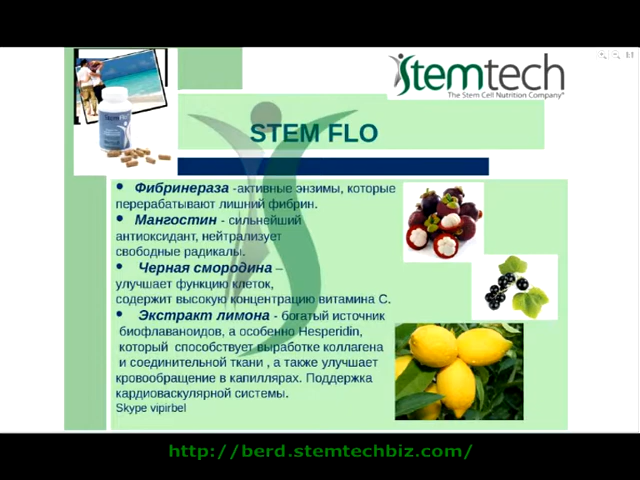 Stemtech
The Stem Cell Nutrition Company
STEM FLO
• Фибринераза -активные энзимы, которые
перерабатывают лишний фибрин.
• Мангостин - сильнейший
антиоксидант, нейтрализует
свободные радикалы.
• Черная смородина –
улучшает функцию клеток,
содержит высокую концентрацию витамина С.
• Экстракт лимона - богатый источник
биофлаваноидов, а особенно Hesperidin,
который способствует выработке коллагена
и соединительной ткани , а также улучшает
кровообращение в капиллярах. Поддержка
кардиоваскулярной системы.
Skype vipirbel
http://berd.stemtechbiz.com/